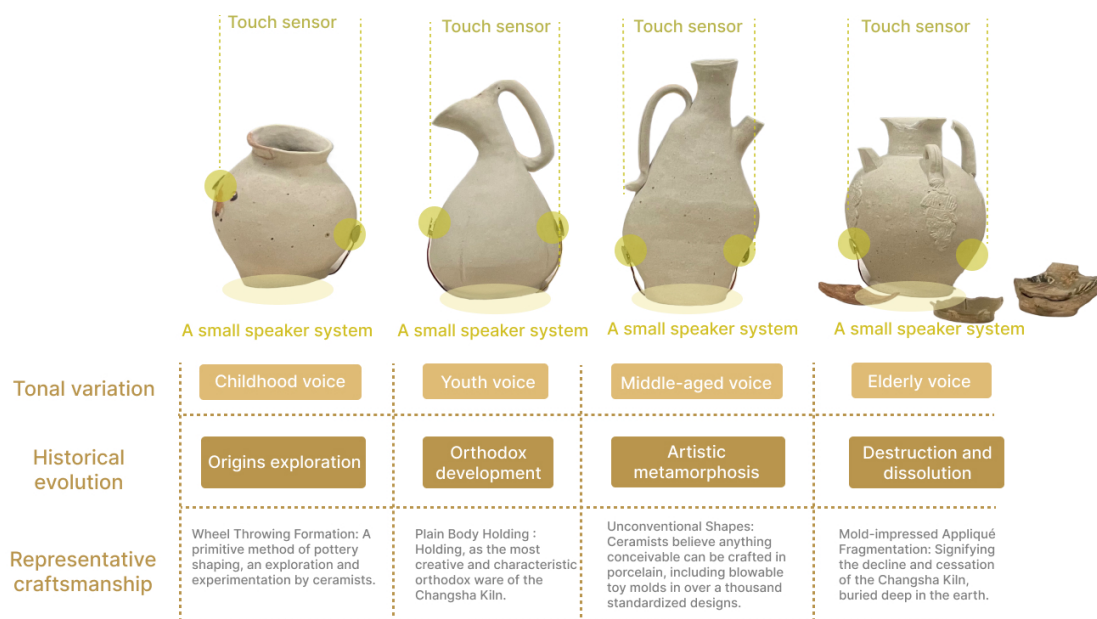 Touch sensor
Touch sensor
Touch sensor
Touch sensor
A small speaker system
A small speaker system
A small speaker system
A small speaker system
Tonal variation
Childhood voice
Youth voice
Middle-aged voice
Elderly voice
Historical
evolution
Origins exploration
Orthodox
development
Artistic
metamorphosis
Destruction and
dissolution
Representative
craftsmanship
Wheel Throwing Formation: A
primitive method of pottery
shaping, an exploration and
experimentation by ceramists.
Plain Body Holding :
Holding, as the most
creative and characteristic
orthodox ware of the
Changsha Kiln.
Unconventional Shapes:
Ceramists believe anything
conceivable can be crafted in
porcelain, including blowable
toy molds in over a thousand
standardized designs.
Mold-impressed Appliqué
Fragmentation: Signifying
the decline and cessation
of the Changsha Kiln,
buried deep in the earth.